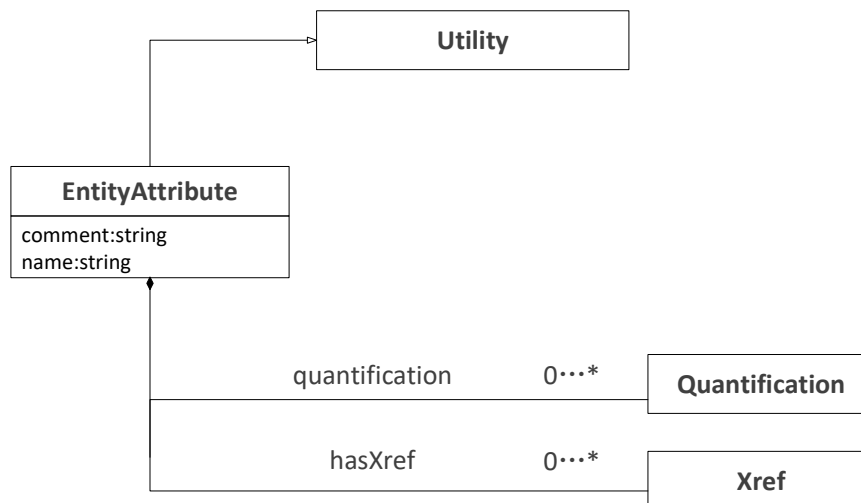 Utility
EntityAttribute
comment:string
name:string
quantification 0···*
Quantification
hasXref 0···*
Xref